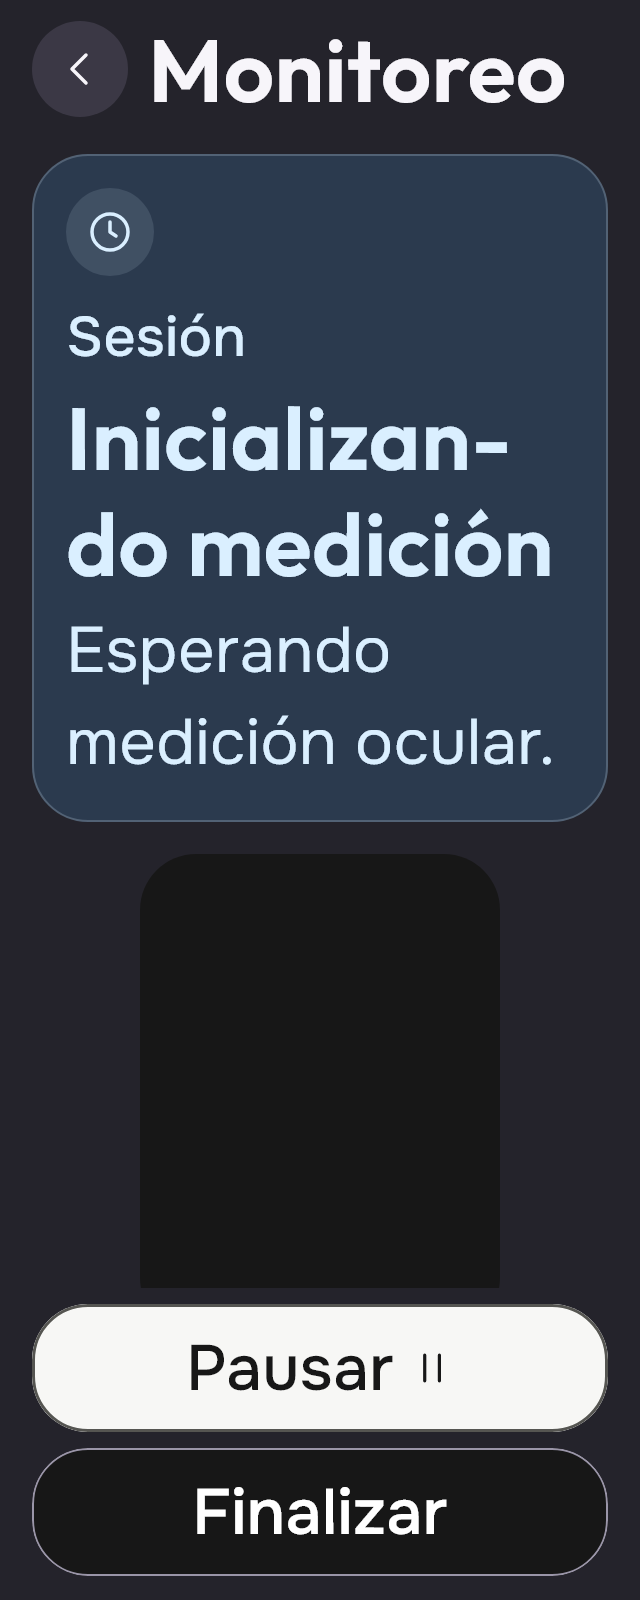 Monitoreo
Sesión
Inicializan-
do medición
Esperando
medición ocular.
Pausar
Finalizar